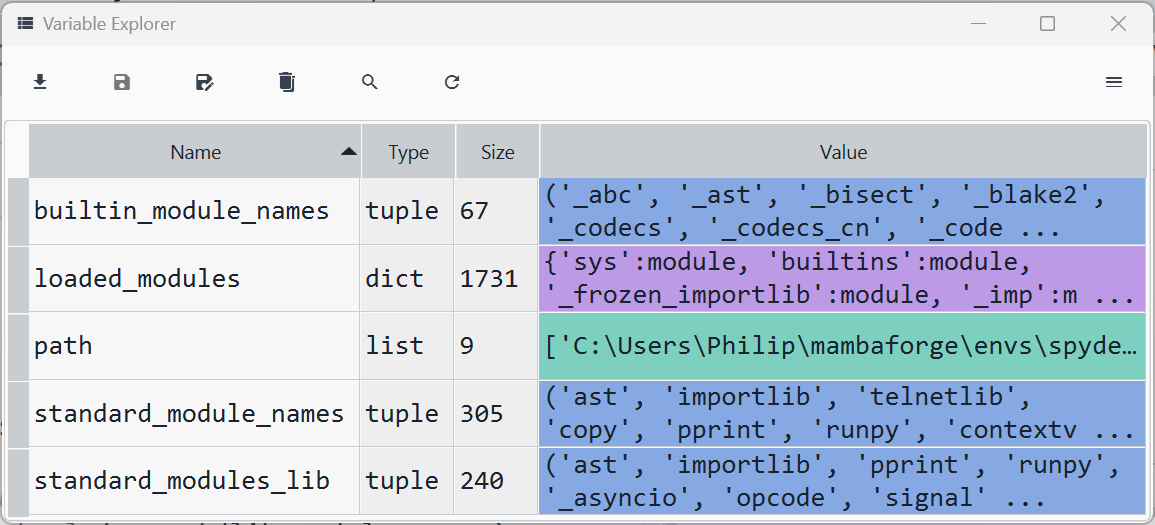 Variable Explorer
Name Type Size Value
builtin_module_names tuple 67 ('_abc', '_ast', '_bisect', '_blake2',
'_codecs', '_codecs_cn', '_code ...
loaded_modules dict 1731 {'sys':module, 'builtins':module,
'_frozen_importlib':module, '_imp':m ...
path list 9 ['C:\Users\Philip\mambaforge\envs\spyde…
standard_module_names tuple 305 ('ast', 'importlib', 'telnetlib',
'copy', 'pprint', 'runpy', 'contextv ...
standard_modules_lib tuple 240 ('ast', 'importlib', 'pprint', 'runpy',
'_asyncio', 'opcode', 'signal' ...